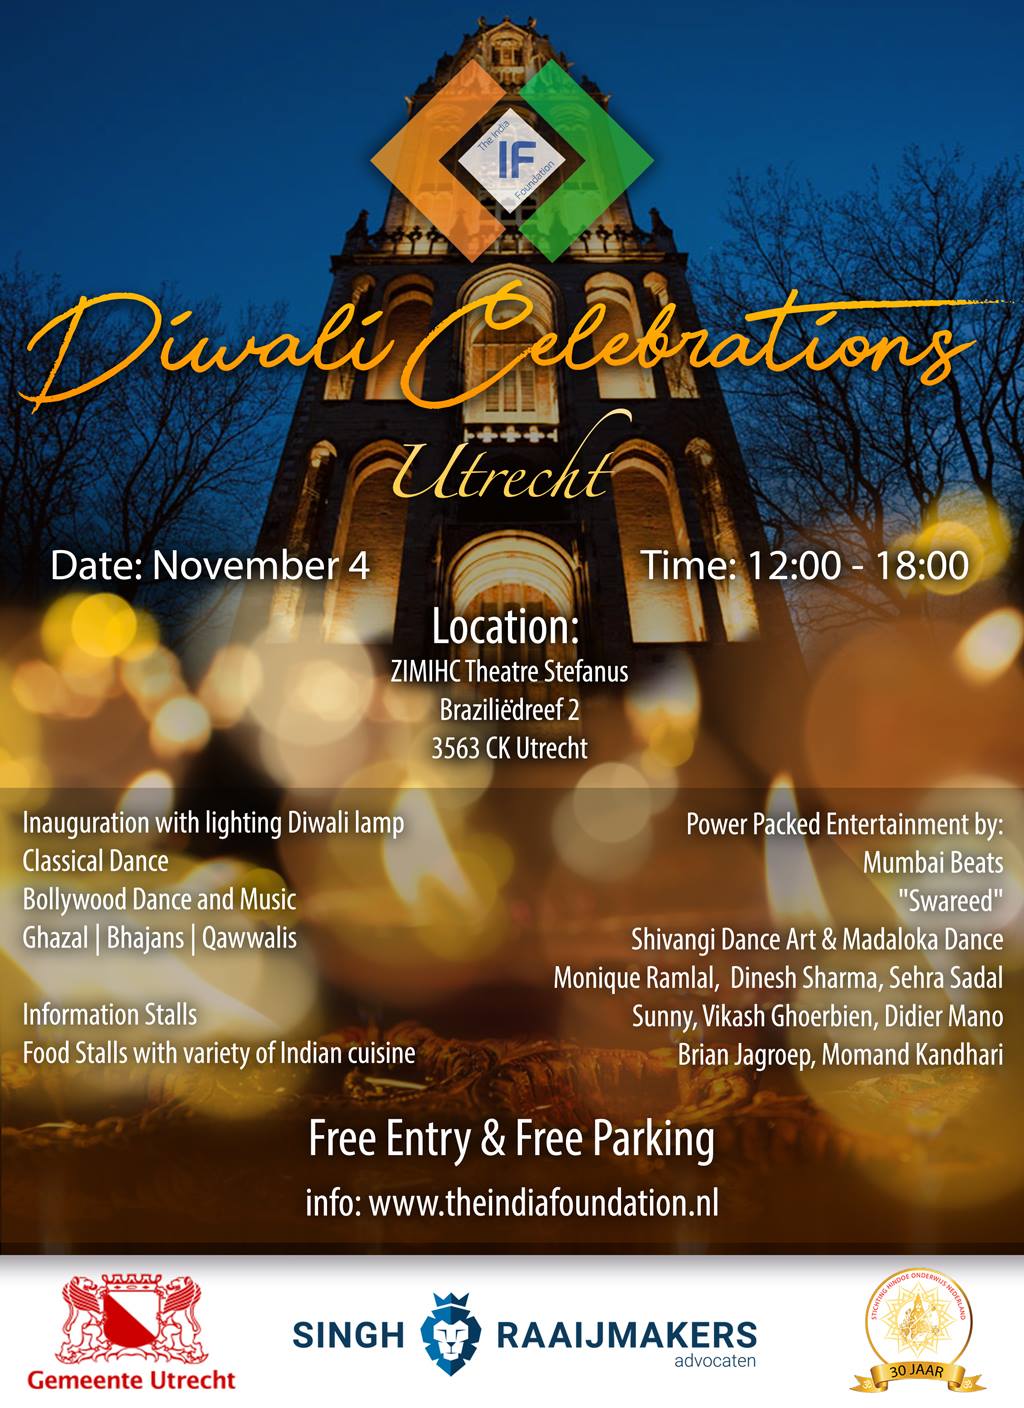 The India
IF
Foundation
Diwali Celebrations
Utrecht
Date: November 4
Time: 12:00 - 18:00
Location:
ZIMIHC Theatre Stefanus
Braziliëdreef 2
3563 CK Utrecht
Inauguration with lighting Diwali lamp
Classical Dance
Bollywood Dance and Music
Ghazal | Bhajans | Qawwalis
Information Stalls
Food Stalls with variety of Indian cuisine
Power Packed Entertainment by:
Mumbai Beats
"Swareed"
Shivangi Dance Art & Madaloka Dance
Monique Ramlal, Dinesh Sharma, Sehra Sadal
Sunny, Vikash Ghoerbien, Didier Mano
Brian Jagroep, Momand Kandhari
Free Entry & Free Parking
info: www.theindiafoundation.nl
Gemeente Utrecht
SINGH RAAIJMAKERS
advocaten
STICHTING HINDOE ONDERWIJS NEDERLAND
30 JAAR